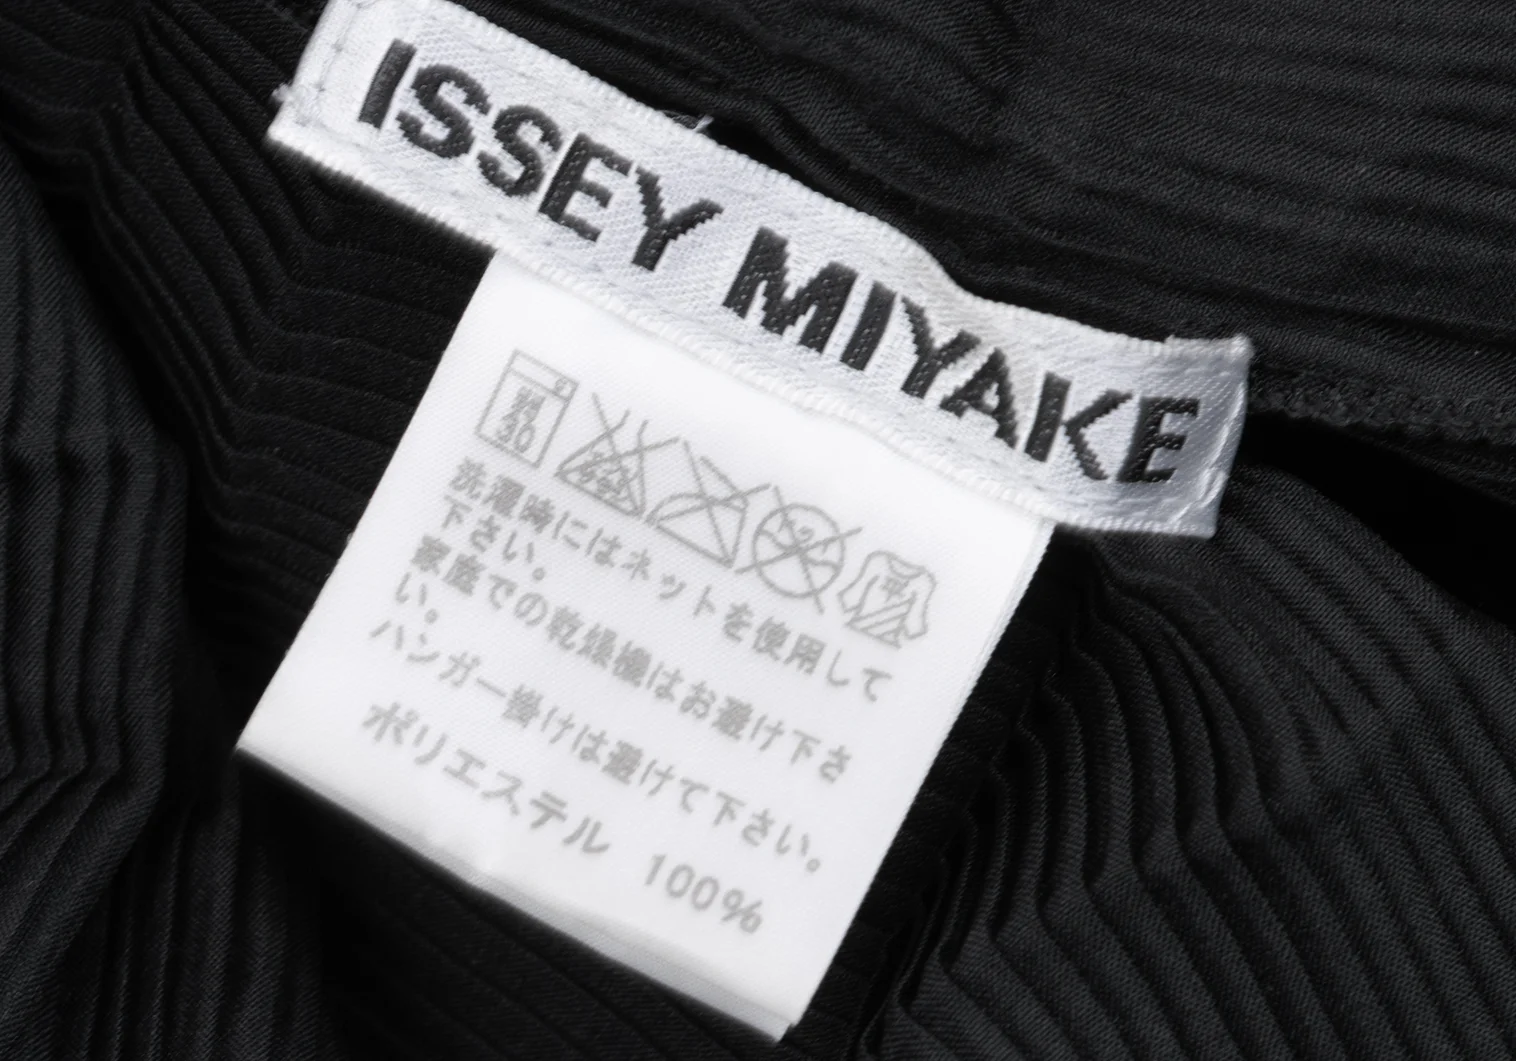 ISSEY MIYAKE
弱
30
洗濯時にはネットを使用して
下さい。
家庭での乾燥機はお避け下さ
い。
ハンガー掛けは避けて下さい。
ポリエステル 100%